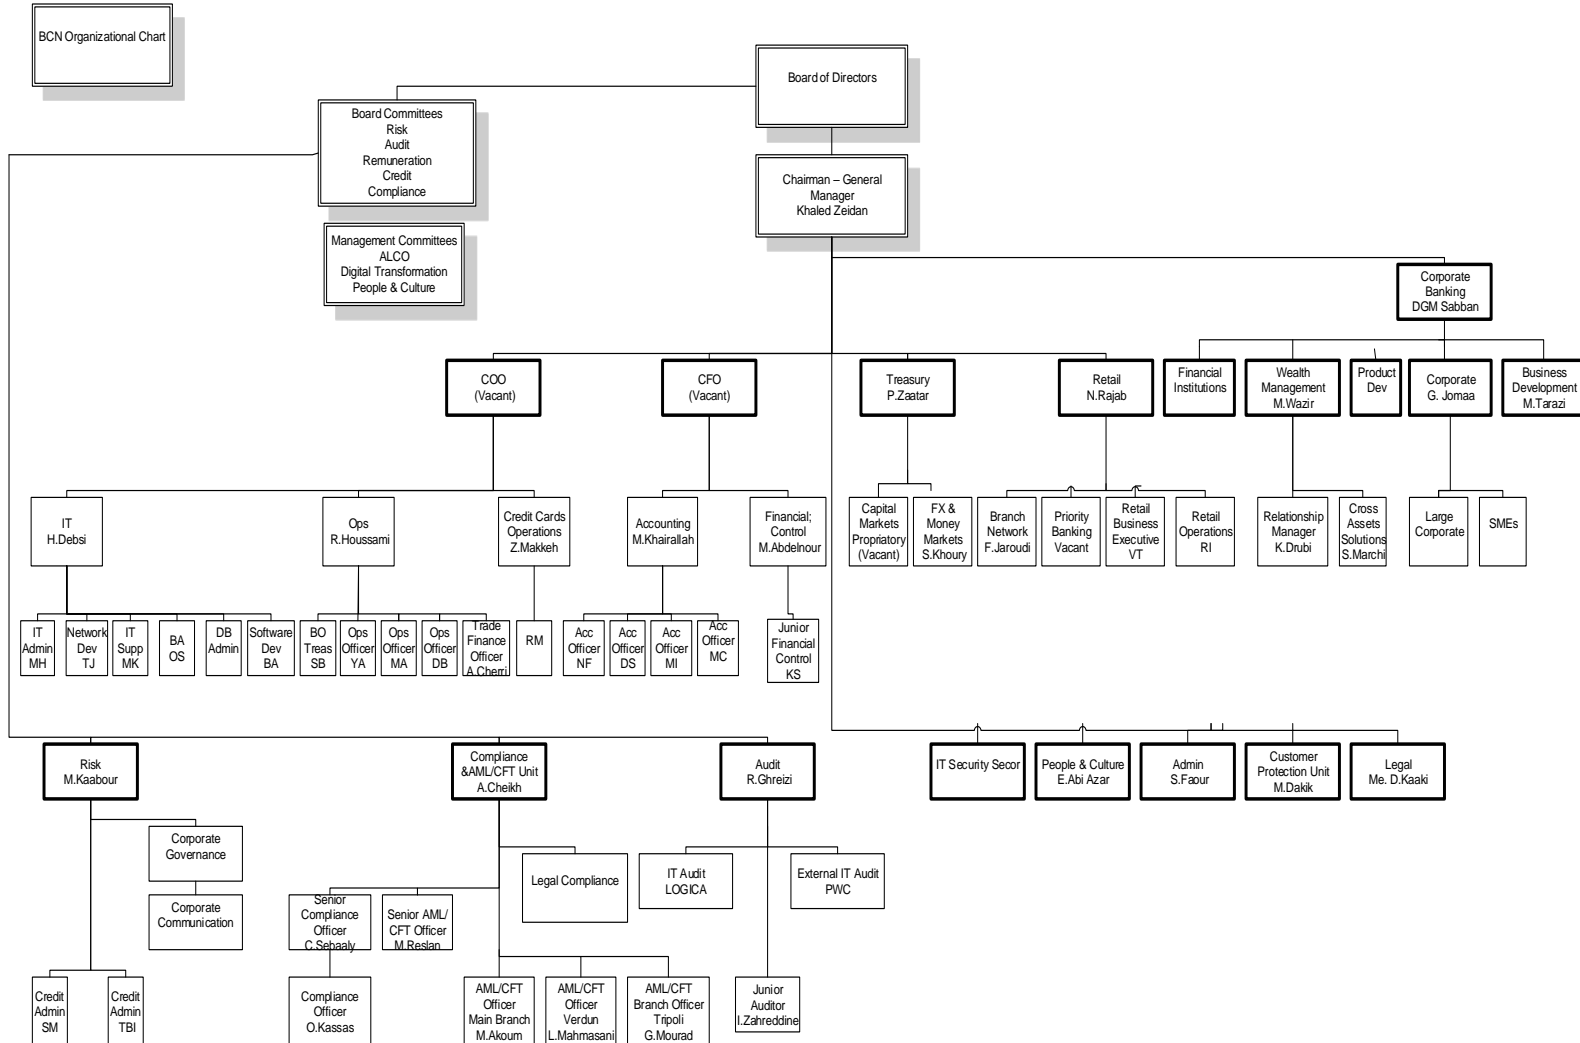 BCN Organizational Chart
Board of Directors
Board Committees
Risk
Audit
Remuneration
Credit
Compliance
Chairman – General
Manager
Khaled Zeidan
Management Committees
ALCO
Digital Transformation
People & Culture
Corporate
Banking
DGM Sabban
COO
(Vacant)
CFO
(Vacant)
Treasury
P.Zaatar
Retail
N.Rajab
Financial
Institutions
Wealth
Management
M.Wazir
Product
Dev
Corporate
G. Jomaa
Business
Development
M.Tarazi
IT
H.Debsi
Ops
R.Houssami
Credit Cards
Operations
Z.Makkeh
Accounting
M.Khairallah
Financial;
Control
M.Abdelnour
Capital
Markets
Propriatory
(Vacant)
FX &
Money
Markets
S.Khoury
Branch
Network
F.Jaroudi
Priority
Banking
Vacant
Retail
Business
Executive
VT
Retail
Operations
RI
Relationship
Manager
K.Drubi
Cross
Assets
Solutions
S.Marchi
Large
Corporate
SMEs
IT
Admin
MH
Network
Dev
TJ
IT
Supp
MK
BA
OS
DB
Admin
Software
Dev
BA
BO
Treas
SB
Ops
Officer
YA
Ops
Officer
MA
Ops
Officer
DB
Trade
Finance
Officer
A.Cherri
RM
Acc
Officer
NF
Acc
Officer
DS
Acc
Officer
MI
Acc
Officer
MC
Junior
Financial
Control
KS
Risk
M.Kaabour
Compliance
&AML/CFT Unit
A.Cheikh
Audit
R.Ghreizi
IT Security Secor
People & Culture
E.Abi Azar
Admin
S.Faour
Customer
Protection Unit
M.Dakik
Legal
Me. D.Kaaki
Corporate
Governance
Corporate
Communication
Legal Compliance
IT Audit
LOGICA
External IT Audit
PWC
Senior
Compliance
Officer
C.Sebaaly
Senior AML/
CFT Officer
M.Reslan
Credit
Admin
SM
Credit
Admin
TBI
Compliance
Officer
O.Kassas
AML/CFT
Officer
Main Branch
M.Akoum
AML/CFT
Officer
Verdun
L.Mahmasani
AML/CFT
Branch Officer
Tripoli
G.Mourad
Junior
Auditor
I.Zahreddine